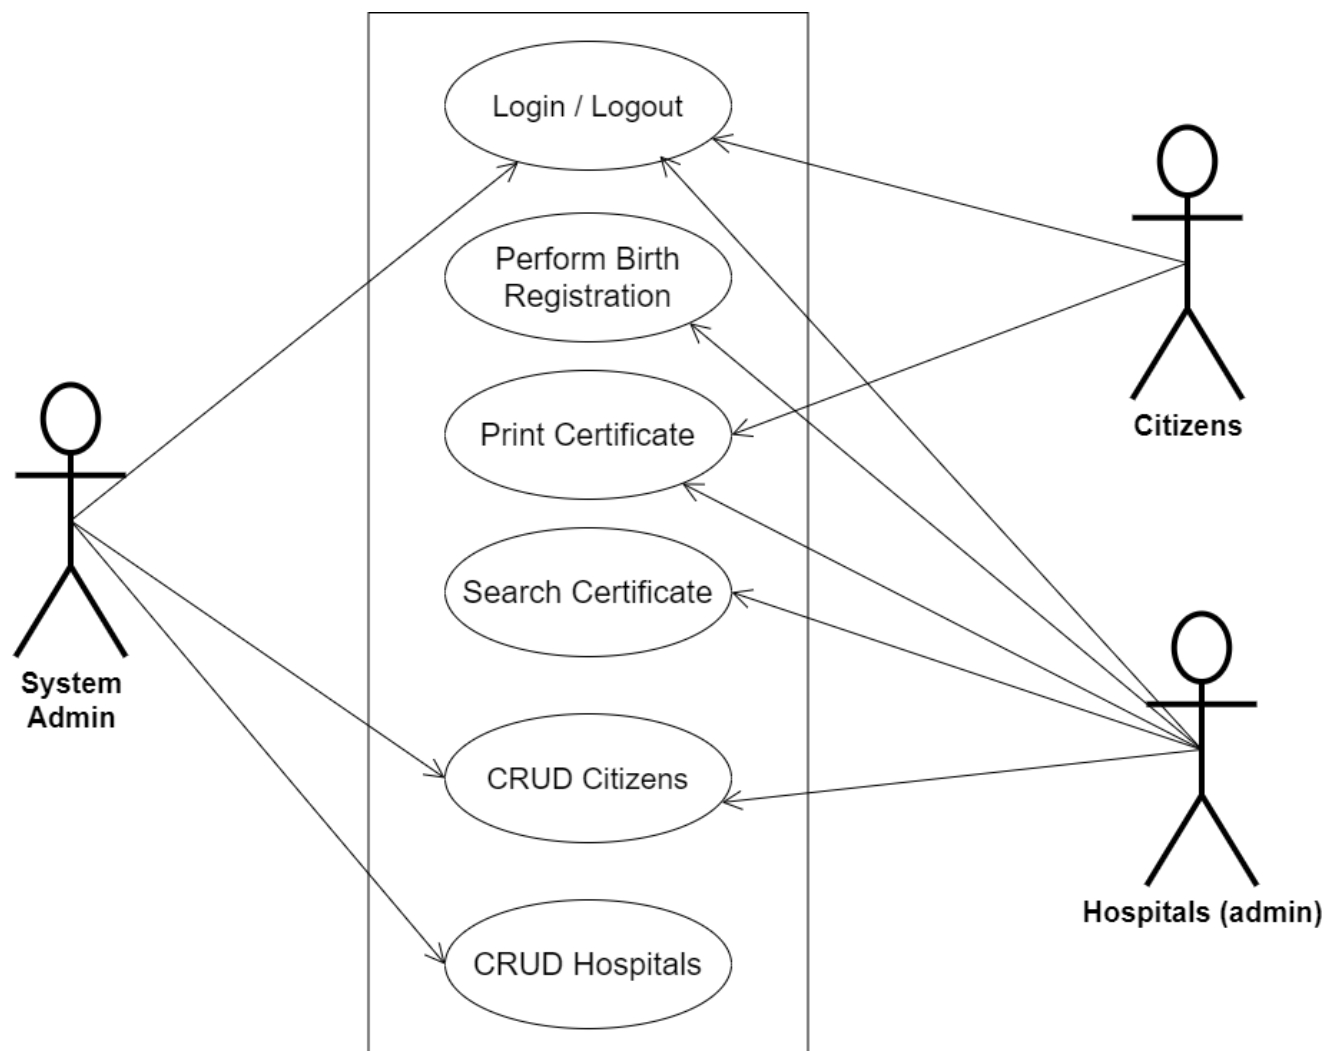 Login / Logout
Perform Birth
Registration
Print Certificate
Search Certificate
CRUD Citizens
CRUD Hospitals
System
Admin
Citizens
Hospitals (admin)